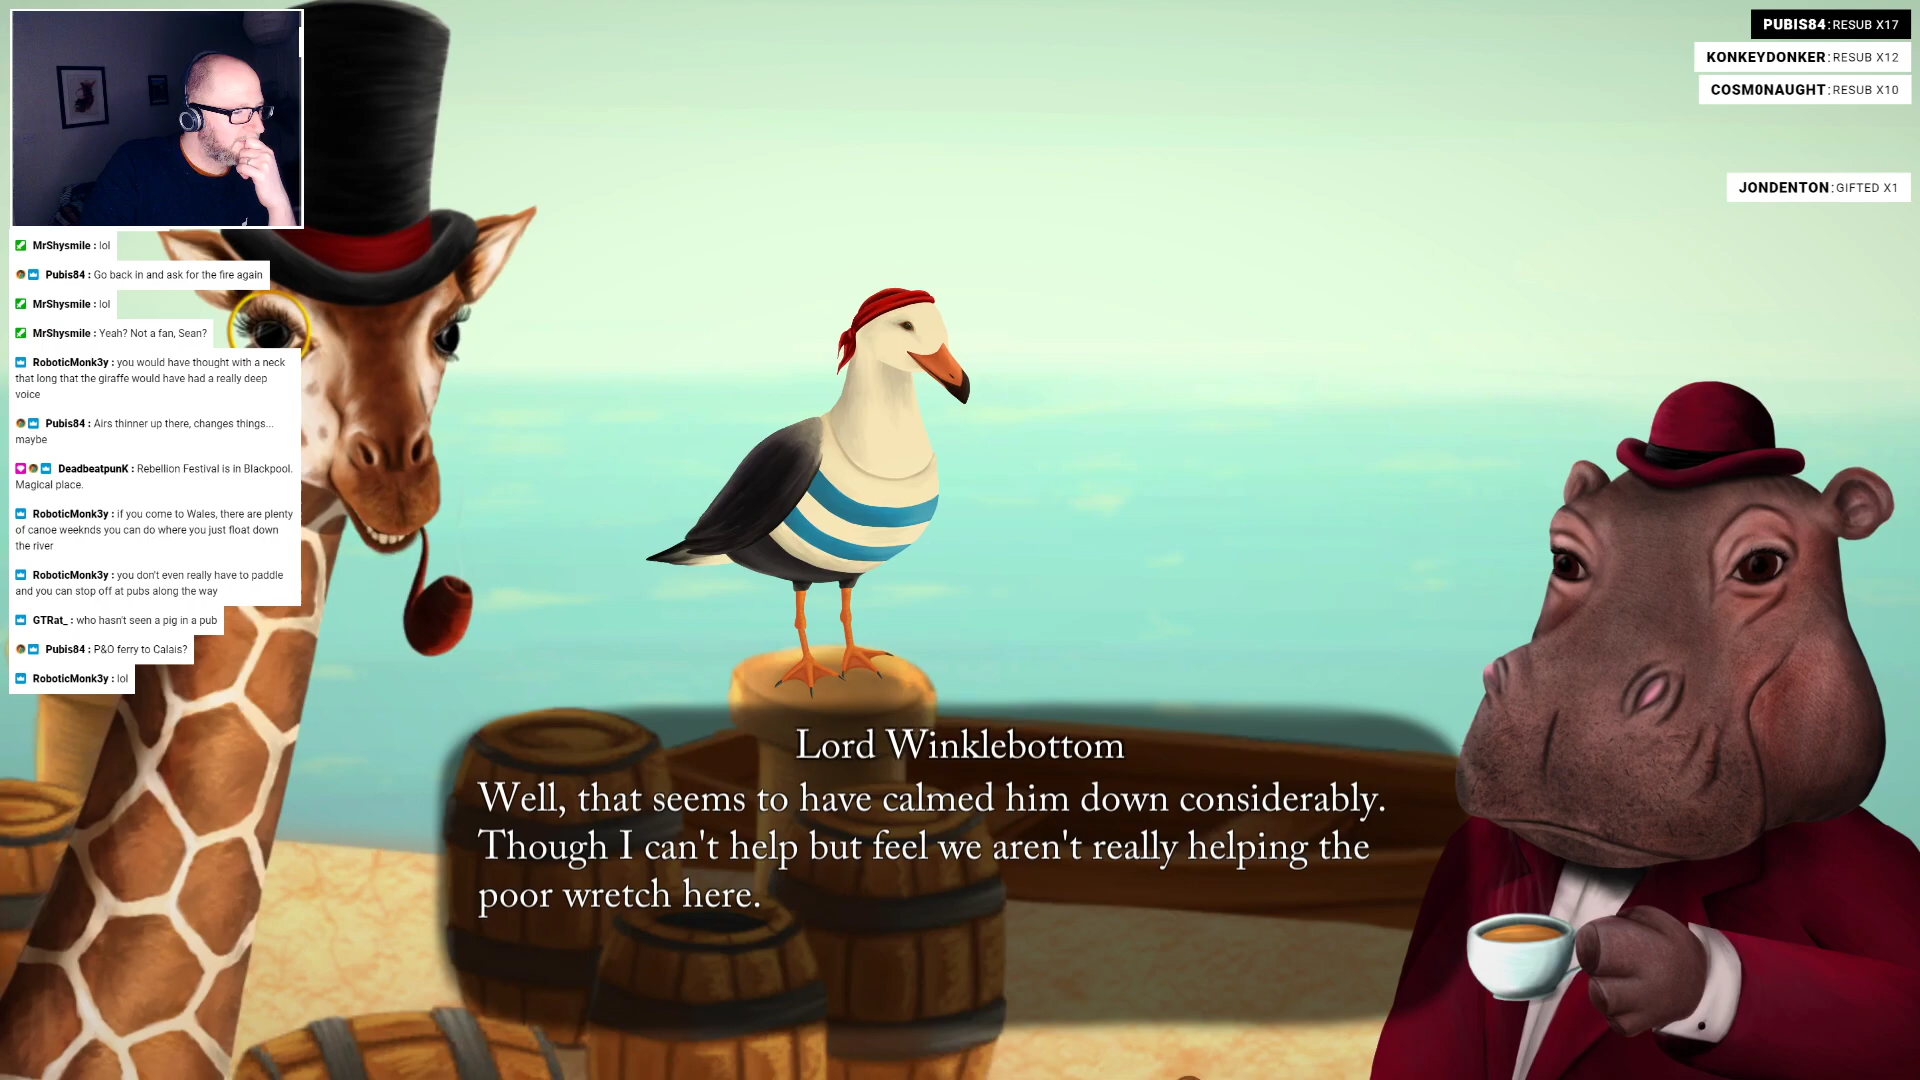 PUBIS84:RESUB X17
KONKEYDONKER:RESUB X12
COSM0NAUGHT:RESUB X10
JONDENTON:GIFTED X1
MrShysmile : lol
Pubis84 : Go back in and ask for the fire again
MrShysmile : lol
MrShysmile : Yeah? Not a fan, Sean?
RoboticMonk3y : you would have thought with a neck
that long that the giraffe would have had a really deep
voice
Pubis84 : Airs thinner up there, changes things...
maybe
DeadbeatpunK : Rebellion Festival is in Blackpool.
Magical place.
RoboticMonk3y : if you come to Wales, there are plenty
of canoe weeknds you can do where you just float down
the river
RoboticMonk3y : you don't even really have to paddle
and you can stop off at pubs along the way
GTRat_ : who hasn't seen a pig in a pub
Pubis84 : P&O ferry to Calais?
RoboticMonk3y : lol
Lord Winklebottom
Well, that seems to have calmed him down considerably.
Though I can't help but feel we aren't really helping the
poor wretch here.